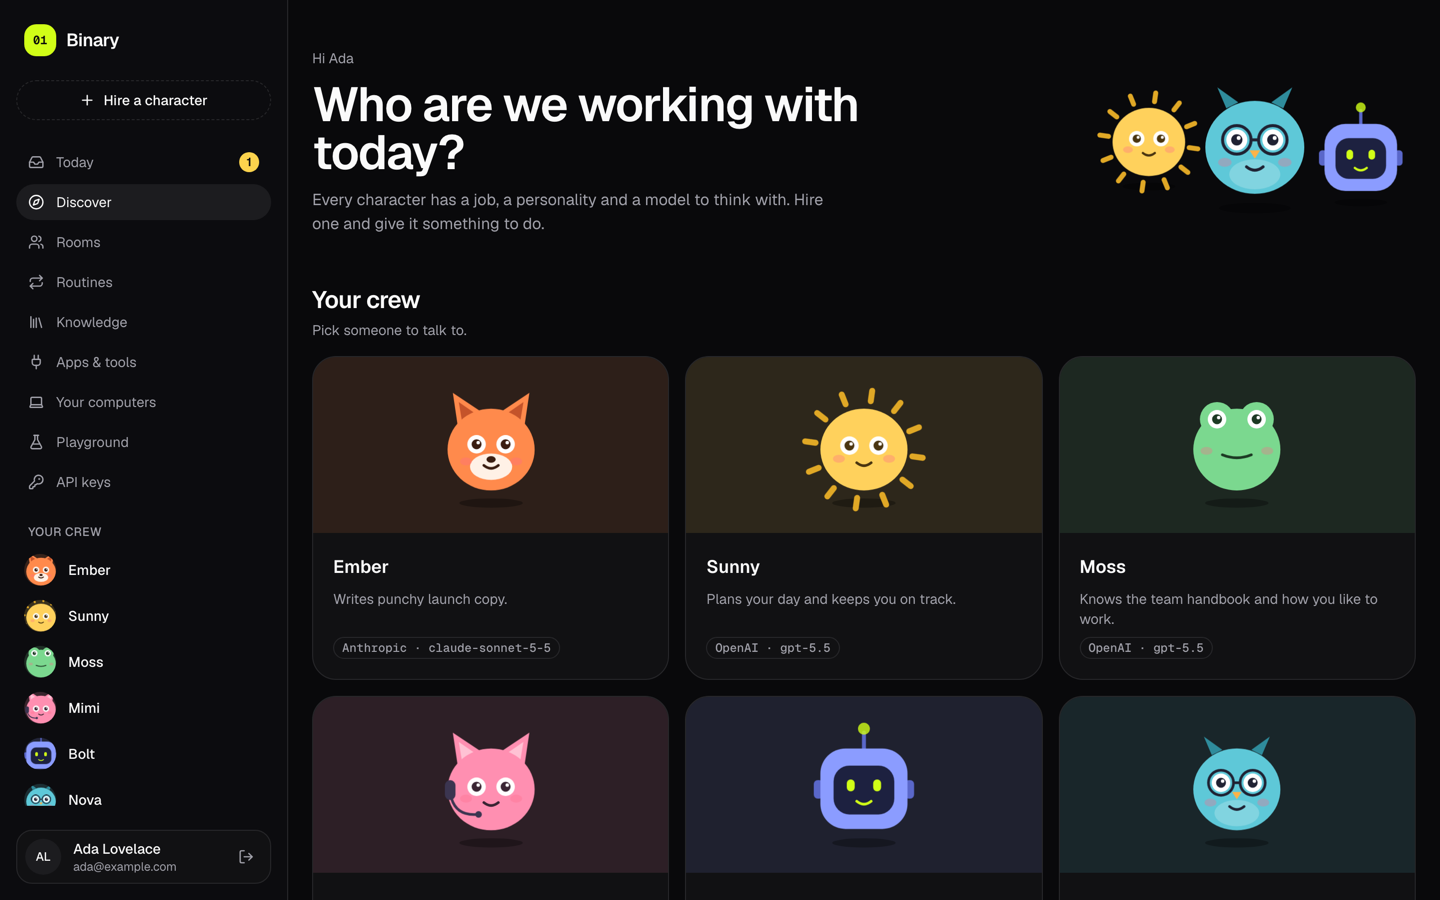 01 Binary
Hire a character
Today 1
Discover
Rooms
Routines
Knowledge
Apps & tools
Your computers
Playground
API keys
YOUR CREW
Ember
Sunny
Moss
Mimi
Bolt
Nova
AL
Ada Lovelace
ada@example.com
Hi Ada
Who are we working with
today?
Every character has a job, a personality and a model to think with. Hire
one and give it something to do.
Your crew
Pick someone to talk to.
Ember
Writes punchy launch copy.
Anthropic · claude-sonnet-5-5
Sunny
Plans your day and keeps you on track.
OpenAI · gpt-5.5
Moss
Knows the team handbook and how you like to
work.
OpenAI · gpt-5.5